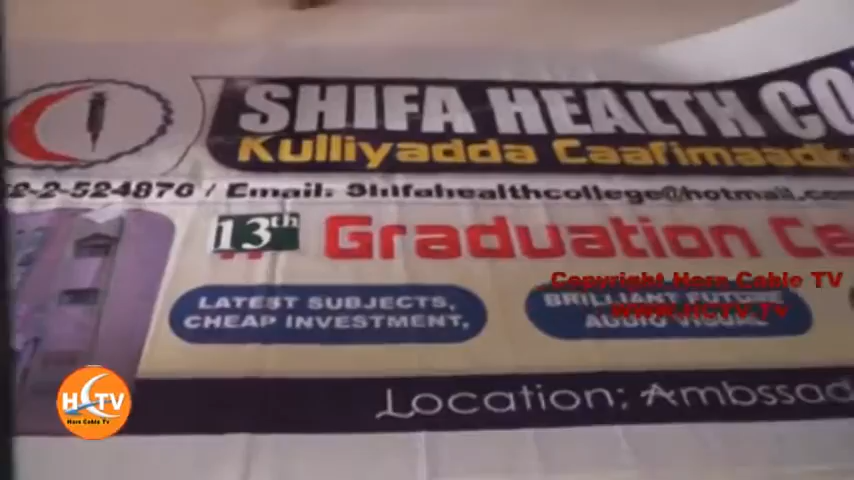 SHIFA HEALTH CO
Kulliyadda Caafimaadk
2-2-524876 / Email: Shifahealthcollege@hotmail.com
13th Graduation Ce
LATEST SUBJECTS,
CHEAP INVESTMENT,
BRILLIANT FUTURE
AUDIO VISUAL
Copyright Horn Cable TV
WWW.HCTV.TV
Location: Ambssad
HCTV
Horn Cable Tv